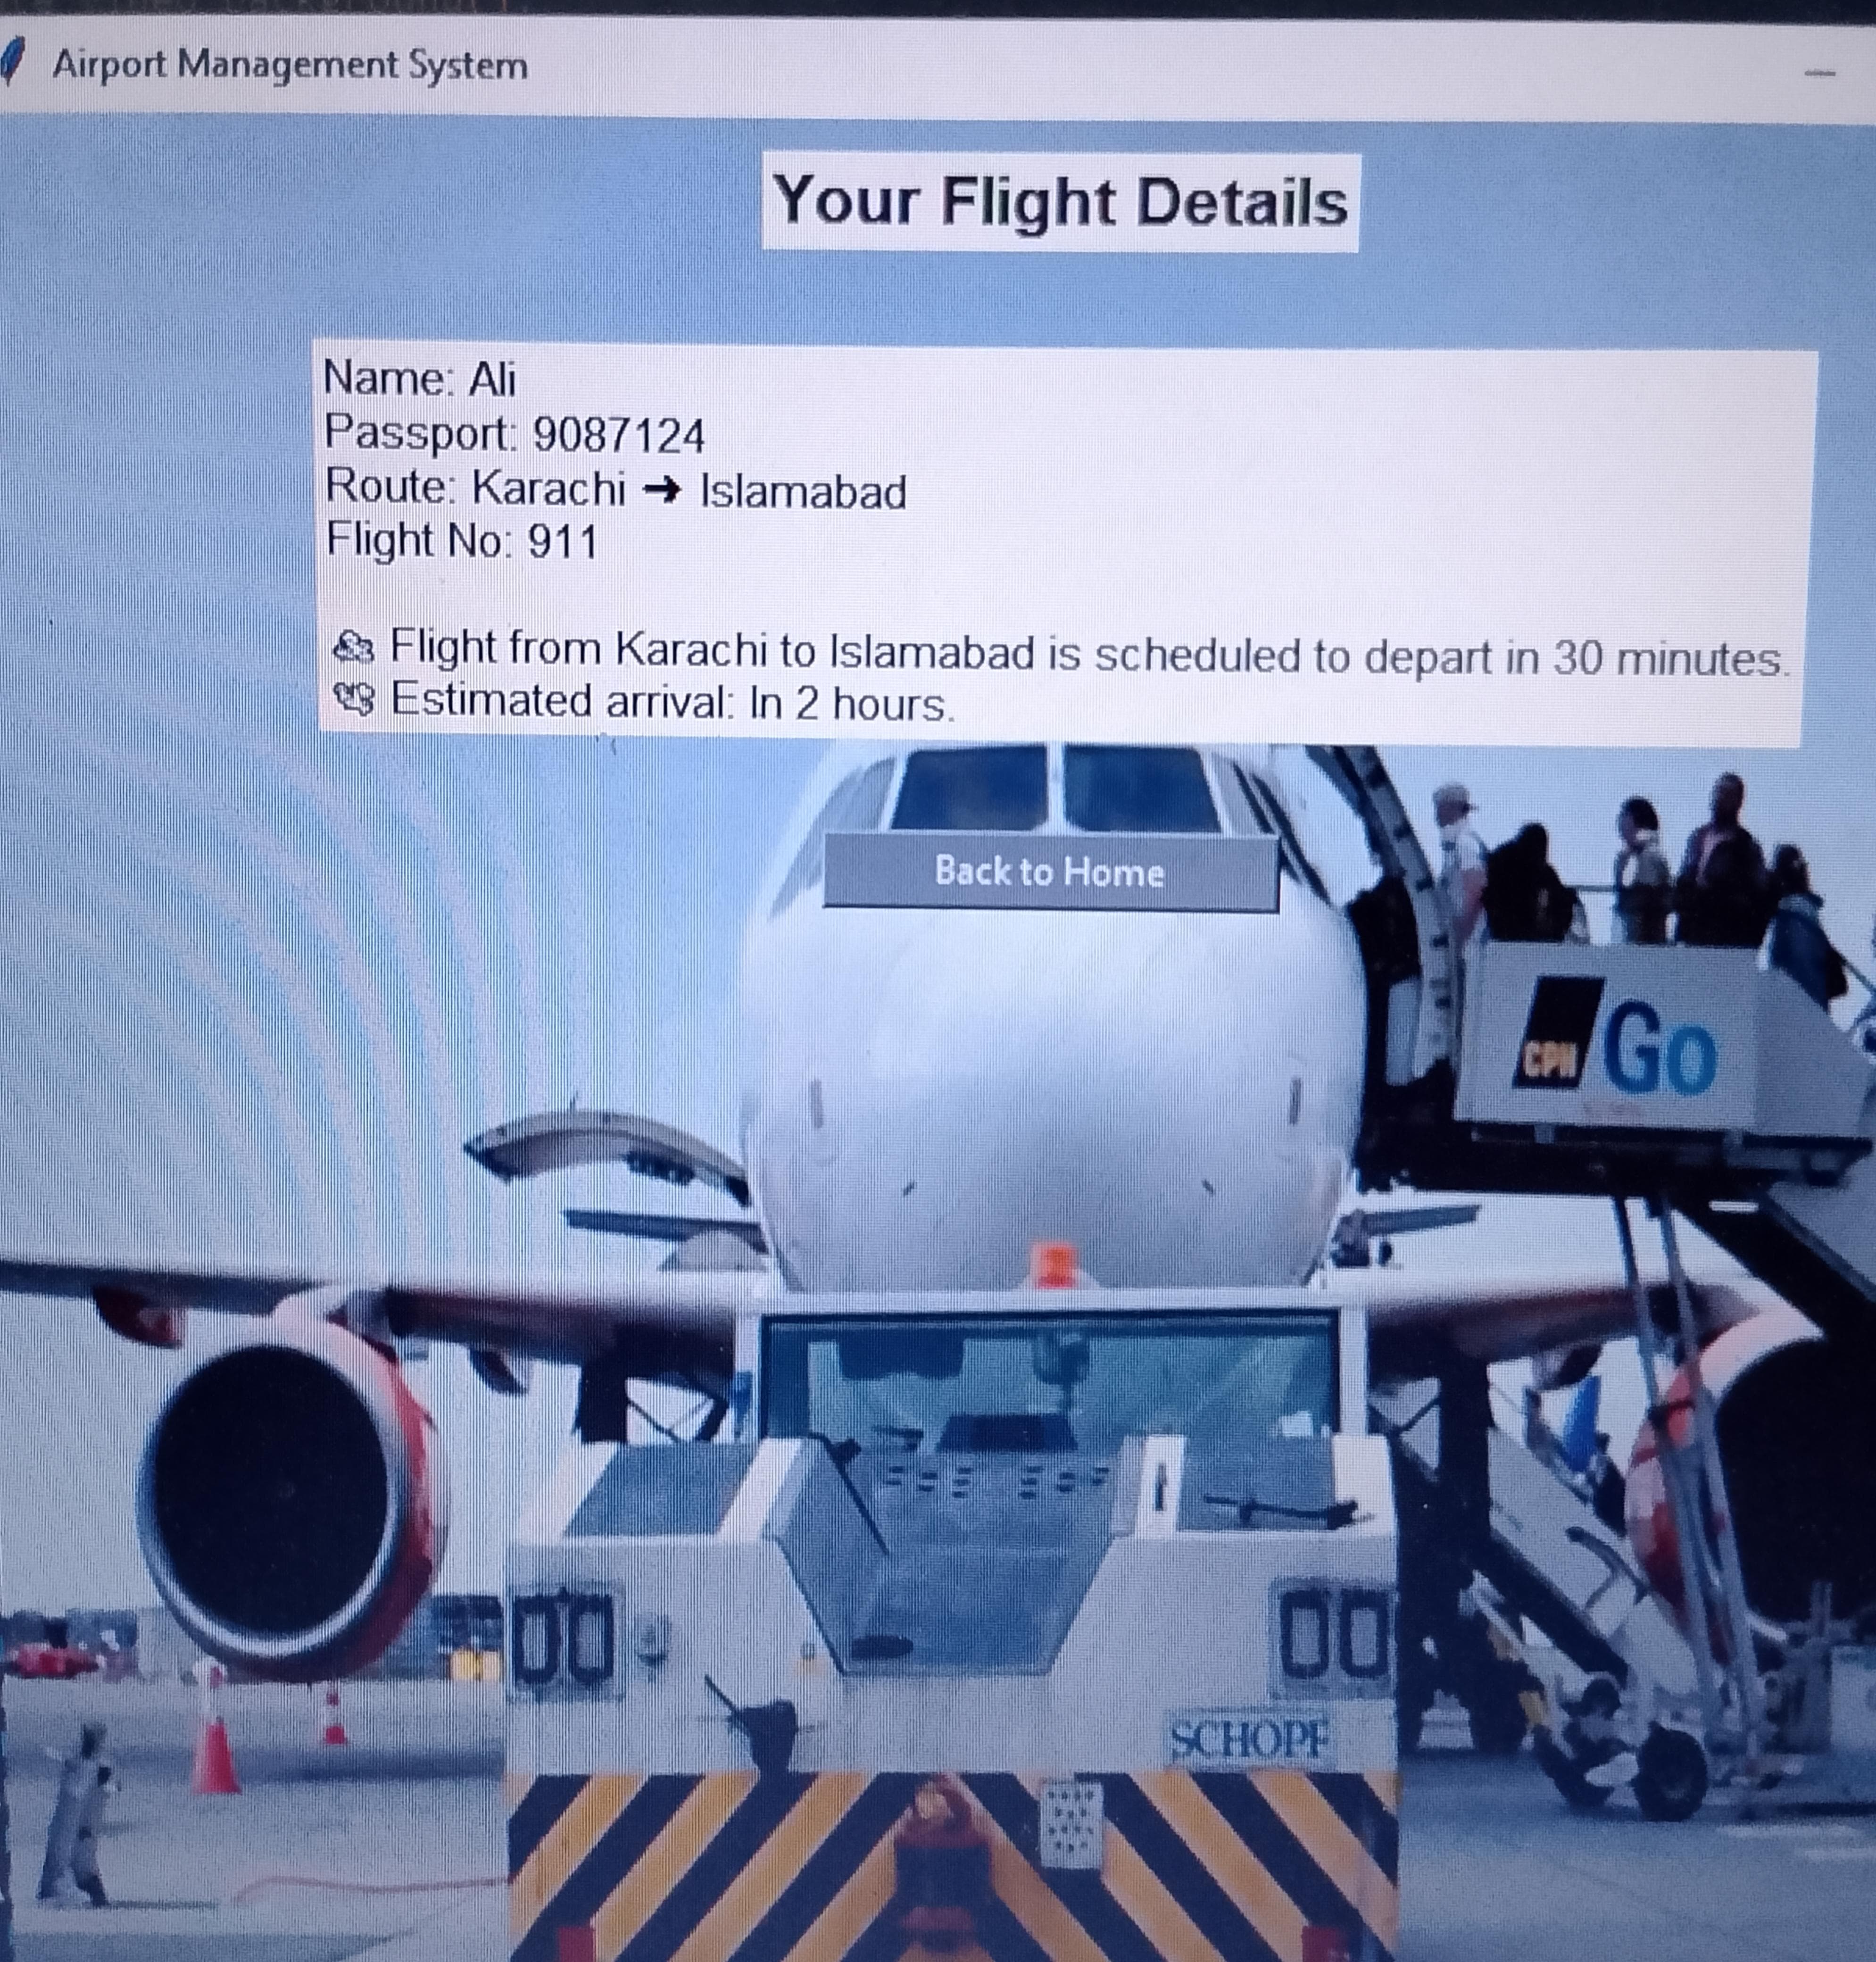 Airport Management System
Your Flight Details
Name: Ali
Passport: 9087124
Route: Karachi → Islamabad
Flight No: 911
Flight from Karachi to Islamabad is scheduled to depart in 30 minutes.
Estimated arrival: In 2 hours.
Back to Home
CPH Go
SCHOPF